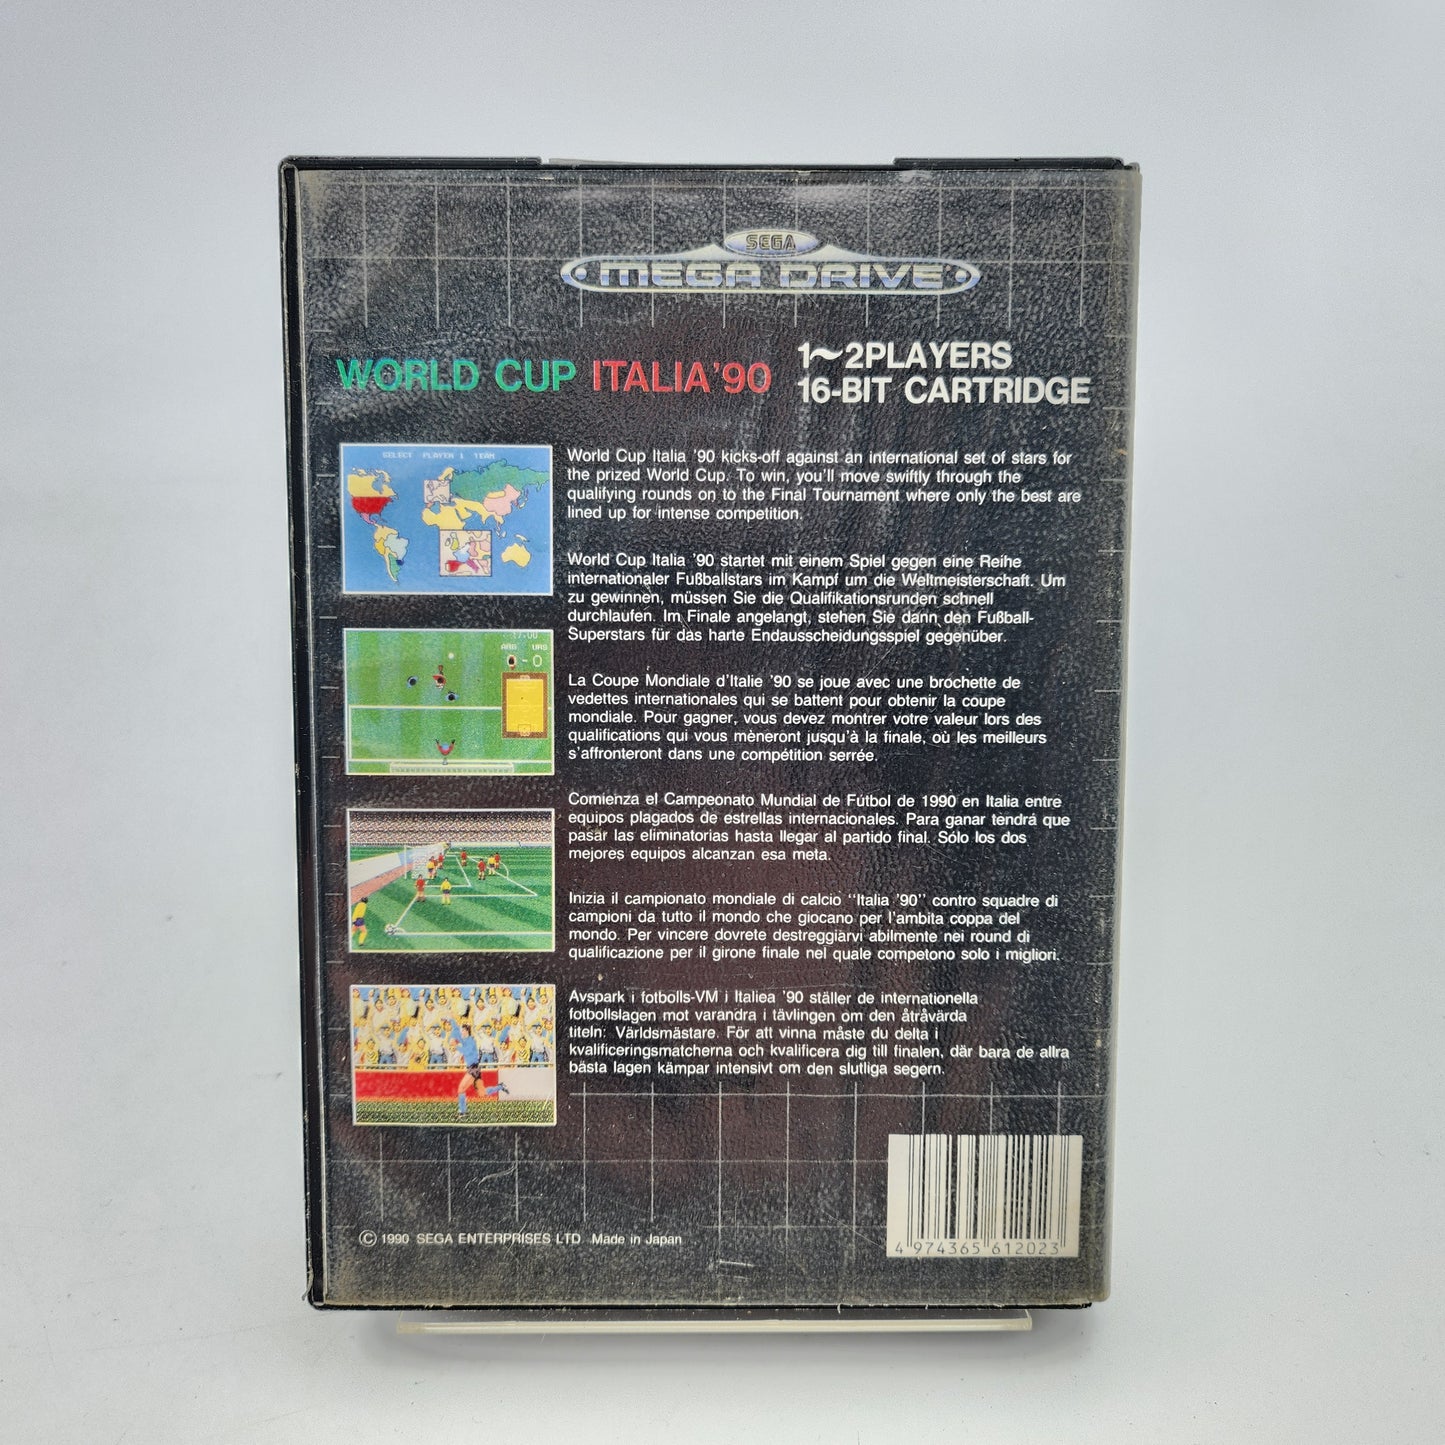 SEGA
MEGA DRIVE
WORLD CUP ITALIA'90
1~2PLAYERS
16-BIT CARTRIDGE
SELECT PLAYER 1 TEAM
World Cup Italia '90 kicks-off against an international set of stars for
the prized World Cup. To win, you'll move swiftly through the
qualifying rounds on to the Final Tournament where only the best are
lined up for intense competition.
World Cup Italia '90 startet mit einem Spiel gegen eine Reihe
internationaler Fußballstars im Kampf um die Weltmeisterschaft. Um
zu gewinnen, müssen Sie die Qualifikationsrunden schnell
durchlaufen. Im Finale angelangt, stehen Sie dann den Fußball-
Superstars für das harte Endausscheidungsspiel gegenüber.
17:00
ARG URS
0-0
La Coupe Mondiale d'Italie '90 se joue avec une brochette de
vedettes internationales qui se battent pour obtenir la coupe
mondiale. Pour gagner, vous devez montrer votre valeur lors des
qualifications qui vous mèneront jusqu'à la finale, où les meilleurs
s'affronteront dans une compétition serrée.
Comienza el Campeonato Mundial de Fútbol de 1990 en Italia entre
equipos plagados de estrellas internacionales. Para ganar tendrá que
pasar las eliminatorias hasta llegar al partido final. Sólo los dos
mejores equipos alcanzan esa meta.
Inizia il campionato mondiale di calcio "Italia '90" contro squadre di
campioni da tutto il mondo che giocano per l'ambita coppa del
mondo. Per vincere dovrete destreggiarvi abilmente nei round di
qualificazione per il girone finale nel quale competono solo i migliori.
Avspark i fotbolls-VM i Italiea '90 ställer de internationella
fotbollslagen mot varandra i tävlingen om den åtråvärda
titeln: Världsmästare. För att vinna måste du delta i
kvalificeringsmatcherna och kvalificera dig till finalen, där bara de allra
bästa lagen kämpar intensivt om den slutliga segern.
© 1990 SEGA ENTERPRISES LTD. Made in Japan
4 974365 612023